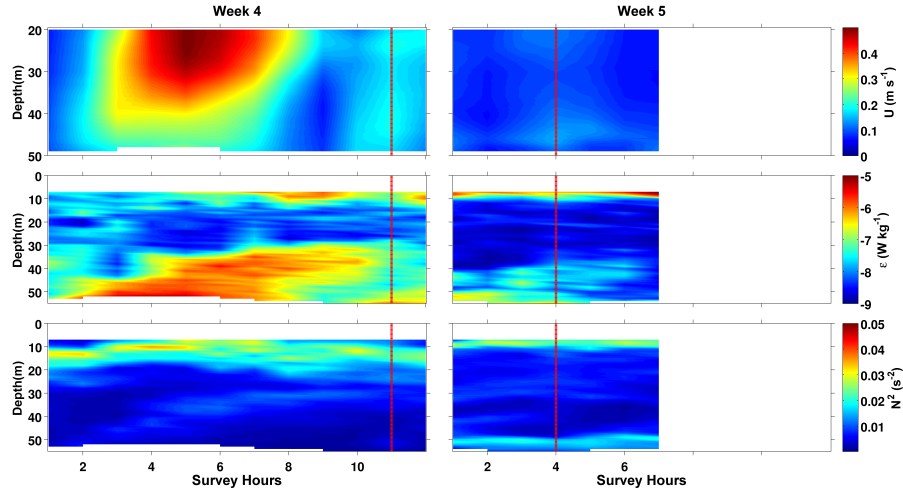 Week 4
Week 5
20
30
40
50
Depth(m)
0.4
0.3
0.2
0.1
0
U (m s-1)
0
10
20
30
40
50
Depth(m)
-5
-6
-7
-8
-9
ε (W kg-1)
0
10
20
30
40
50
Depth(m)
0.05
0.04
0.03
0.02
0.01
N2 (s-2)
2 4 6 8 10
2 4 6
Survey Hours
Survey Hours